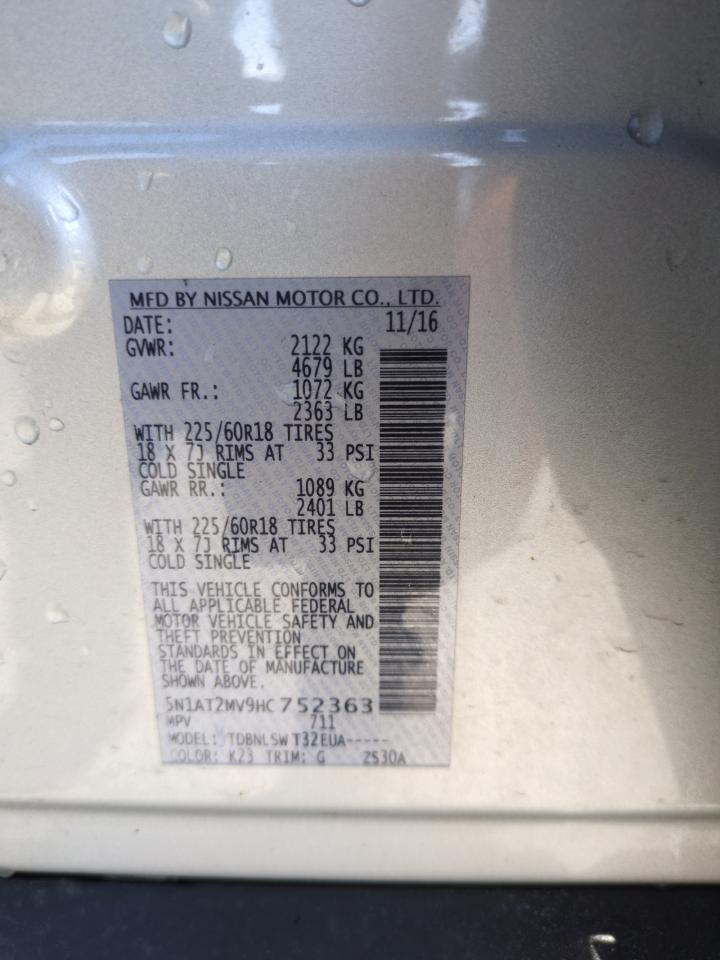 MFD BY NISSAN MOTOR CO., LTD.
DATE: 11/16
GVWR: 2122 KG
4679 LB
GAWR FR.: 1072 KG
2363 LB
WITH 225/60R18 TIRES
18 X 7J RIMS AT 33 PSI
COLD SINGLE
GAWR RR.: 1089 KG
2401 LB
WITH 225/60R18 TIRES
18 X 7J RIMS AT 33 PSI
COLD SINGLE
THIS VEHICLE CONFORMS TO
ALL APPLICABLE FEDERAL
MOTOR VEHICLE SAFETY AND
THEFT PREVENTION
STANDARDS IN EFFECT ON
THE DATE OF MANUFACTURE
SHOWN ABOVE.
5N1AT2MV9HC752363
MPV 711
MODEL: TDBNLSW T32EUA-----
COLOR: K23 TRIM: G ZS30A